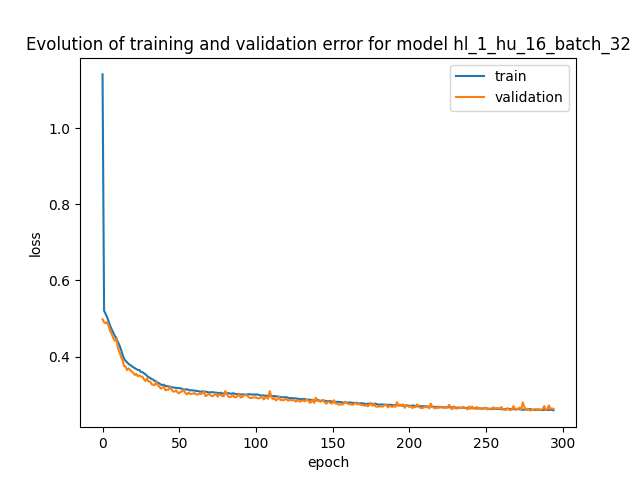 Evolution of training and validation error for model hl_1_hu_16_batch_32
train
validation
loss
1.0
0.8
0.6
0.4
0
50
100
150
200
250
300
epoch